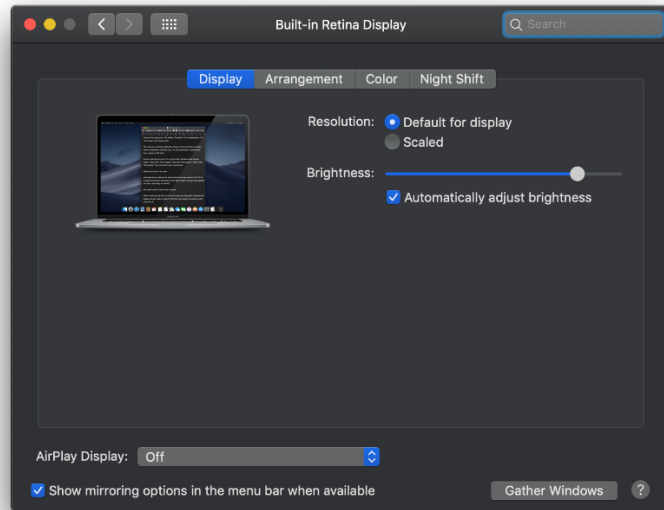 Built-in Retina Display
Search
Display Arrangement Color Night Shift
Resolution: Default for display
Scaled
Brightness:
Automatically adjust brightness
AirPlay Display: Off
Show mirroring options in the menu bar when available
Gather Windows ?